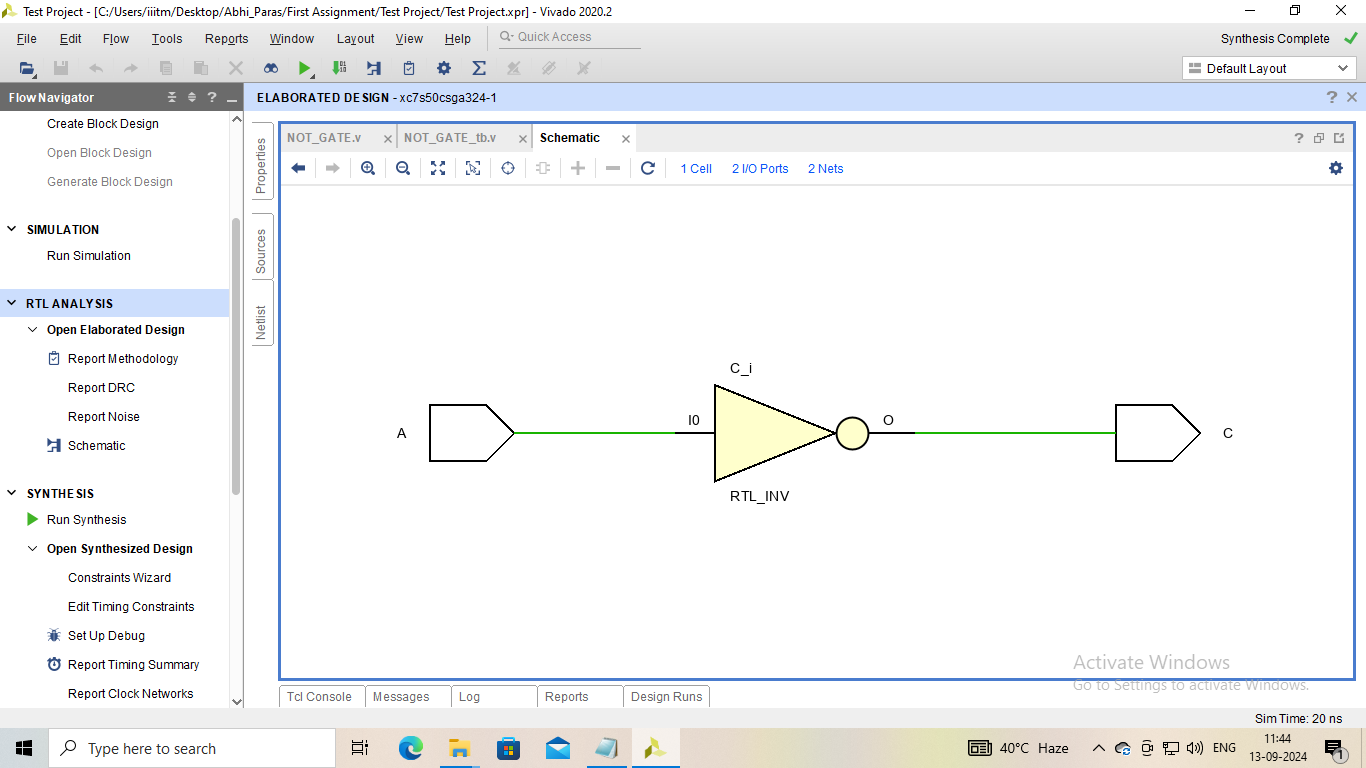 Test Project - [C:/Users/iiitm/Desktop/Abhi_Paras/First Assignment/Test Project/Test Project.xpr] - Vivado 2020.2
File Edit Flow Tools Reports Window Layout View Help Quick Access
Synthesis Complete
Default Layout
Flow Navigator
ELABORATED DESIGN - xc7s50csga324-1
Create Block Design
Open Block Design
Generate Block Design
SIMULATION
Run Simulation
RTL ANALYSIS
Open Elaborated Design
Report Methodology
Report DRC
Report Noise
Schematic
SYNTHESIS
Run Synthesis
Open Synthesized Design
Constraints Wizard
Edit Timing Constraints
Set Up Debug
Report Timing Summary
Report Clock Networks
Properties
Sources
Netlist
NOT_GATE.v NOT_GATE_tb.v Schematic
1 Cell 2 I/O Ports 2 Nets
C_i
A I0 O C
RTL_INV
Activate Windows
Go to Settings to activate Windows.
Tcl Console Messages Log Reports Design Runs
Sim Time: 20 ns
Type here to search
40°C Haze
ENG
11:44
13-09-2024
1